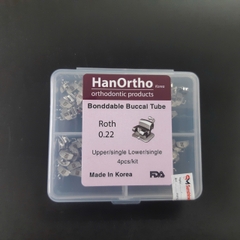 HanOrtho Korea
orthodontic products
Bonddable Buccal Tube
Roth
0.22
Upper/single Lower/single
4pcs/kit
Made In Korea FDA